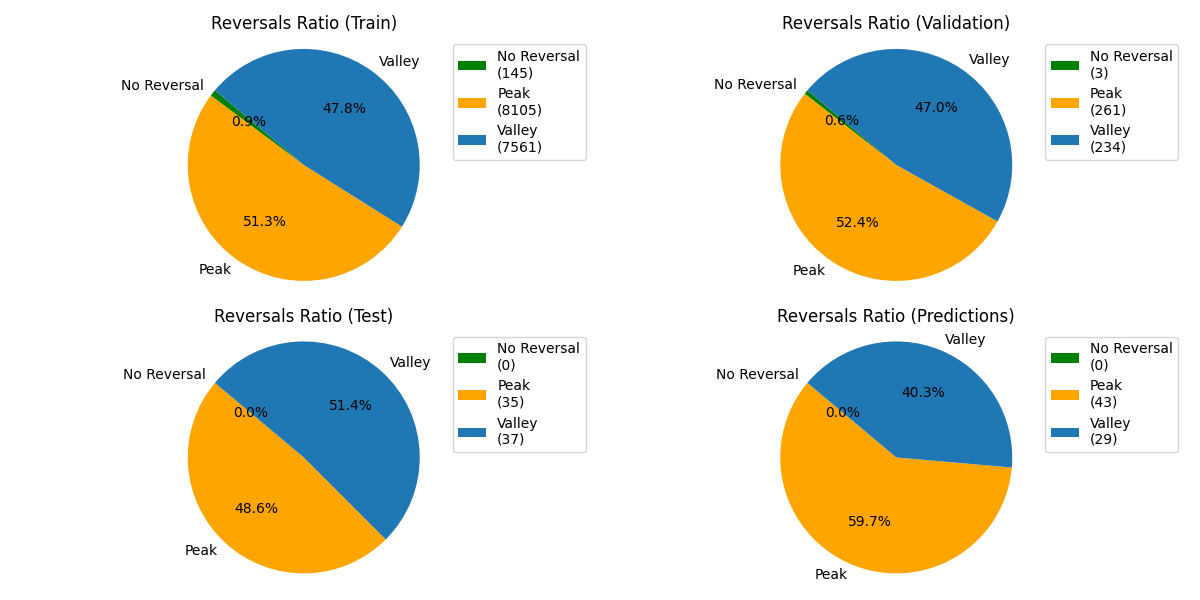 Reversals Ratio (Train)
No Reversal
Valley
Peak
0.9%
47.8%
51.3%
No Reversal
(145)
Peak
(8105)
Valley
(7561)
Reversals Ratio (Validation)
No Reversal
Valley
Peak
0.6%
47.0%
52.4%
No Reversal
(3)
Peak
(261)
Valley
(234)
Reversals Ratio (Test)
No Reversal
Valley
Peak
0.0%
51.4%
48.6%
No Reversal
(0)
Peak
(35)
Valley
(37)
Reversals Ratio (Predictions)
No Reversal
Valley
Peak
0.0%
40.3%
59.7%
No Reversal
(0)
Peak
(43)
Valley
(29)